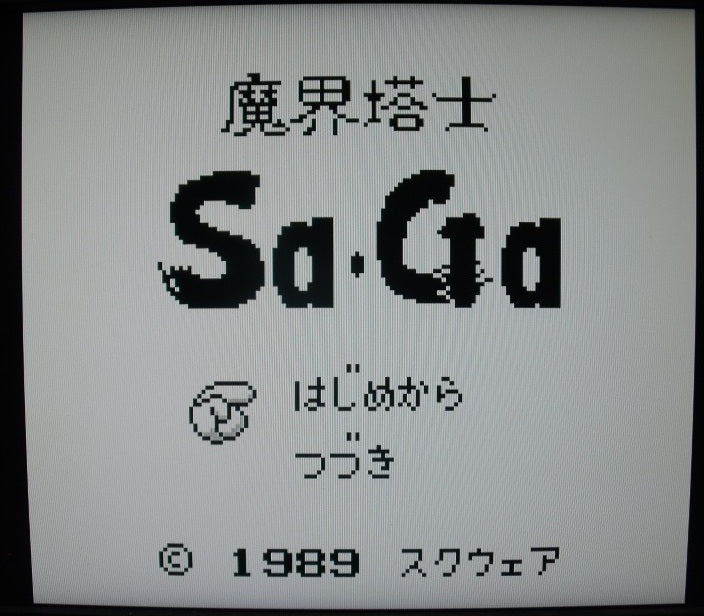 魔界塔士
Sa・Ga
はじめから
つづき
© 1989 スクウェア